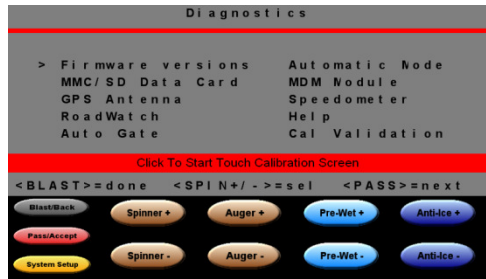 Diagnostics
> Firmware versions Automatic Node
MMC/SD Data Card MDM Module
GPS Antenna Speedometer
RoadWatch Help
Auto Gate Cal Validation
Click To Start Touch Calibration Screen
<BLAST>=done <SPIN+/->=sel <PASS>=next
Blast/Back Spinner + Auger + Pre-Wet + Anti-Ice +
Pass/Accept
System Setup Spinner - Auger - Pre-Wet - Anti-Ice -